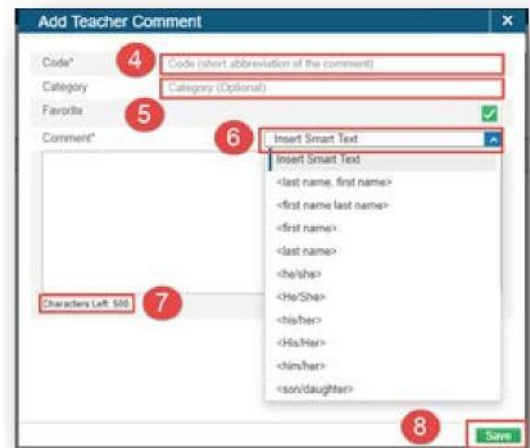 Add Teacher Comment ×
Code* 4 Code (short abbreviation of the comment)
Category Category (Optional)
Favorite 5
Comment* 6 Insert Smart Text
Insert Smart Text
<last name, first name>
<first name last name>
<first name>
<last name>
<he/she>
<He/She>
<his/her>
<His/Her>
<him/her>
<son/daughter>
Characters Left: 500 7
8 Save